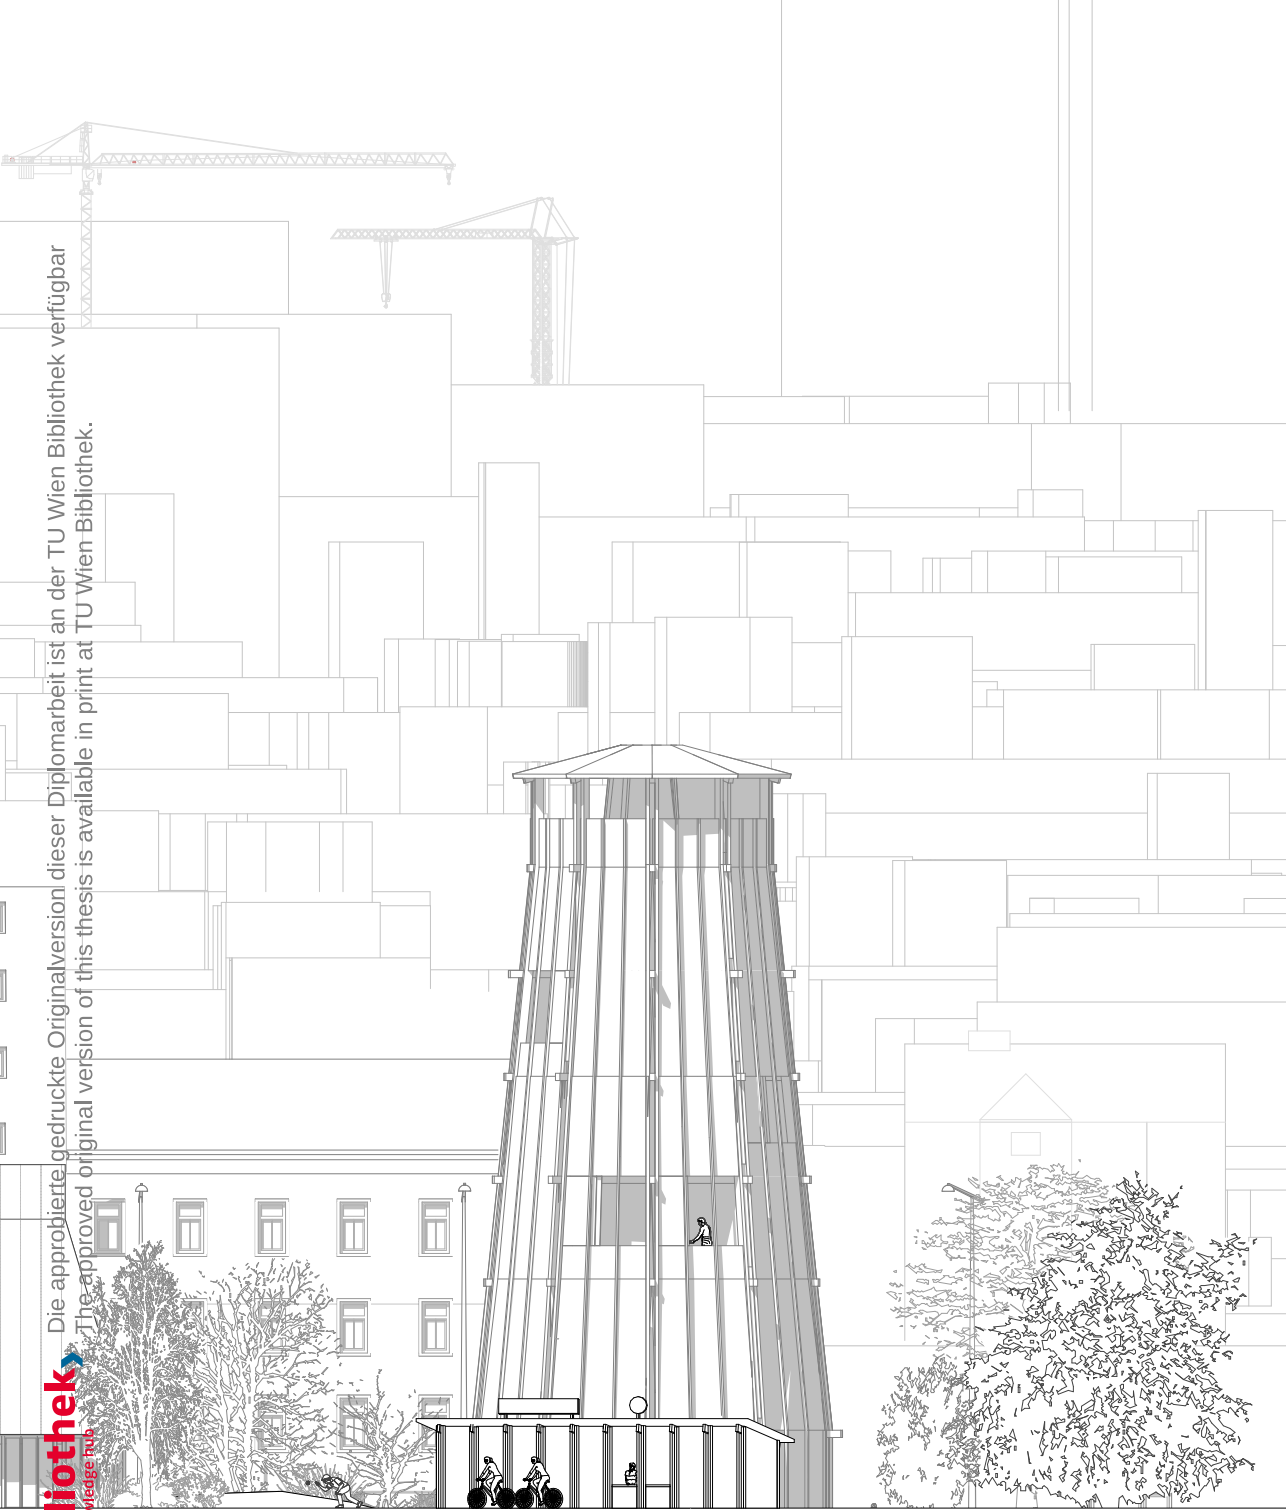 Die approbierte gedruckte Originalversion dieser Diplomarbeit ist an der TU Wien Bibliothek verfügbar
The approved original version of this thesis is available in print at TU Wien Bibliothek.
liothek
wledge hub